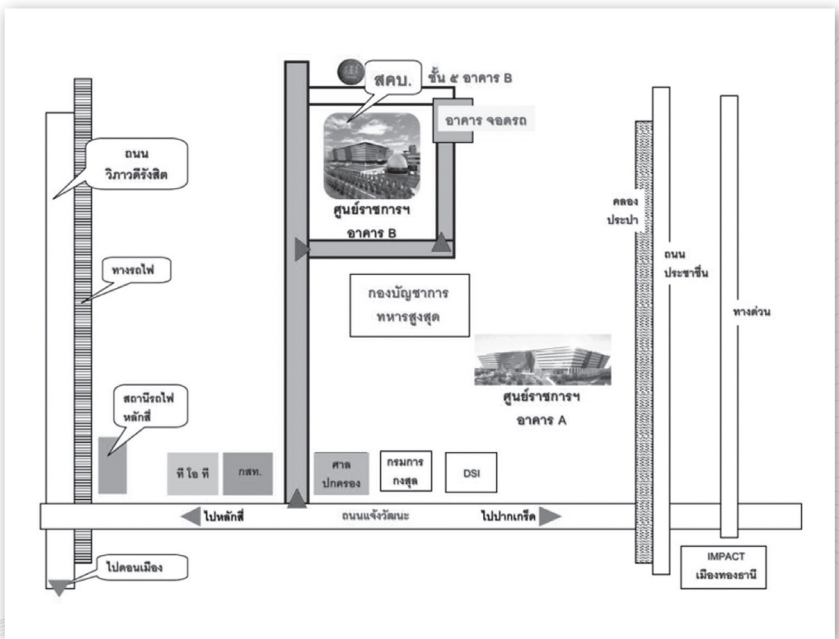 สคบ.
ชั้น ๕ อาคาร B
อาคาร จอดรถ
ถนน
วิภาวดีรังสิต
ศูนย์ราชการฯ
อาคาร B
คลอง
ประปา
ถนน
ประชาชื่น
ทางรถไฟ
กองบัญชาการ
ทหารสูงสุด
ทางด่วน
ศูนย์ราชการฯ
อาคาร A
สถานีรถไฟ
หลักสี่
ที โอ ที
กสท.
ศาล
ปกครอง
กรมการ
กงสุล
DSI
ไปหลักสี่
ถนนแจ้งวัฒนะ
ไปปากเกร็ด
ไปดอนเมือง
IMPACT
เมืองทองธานี